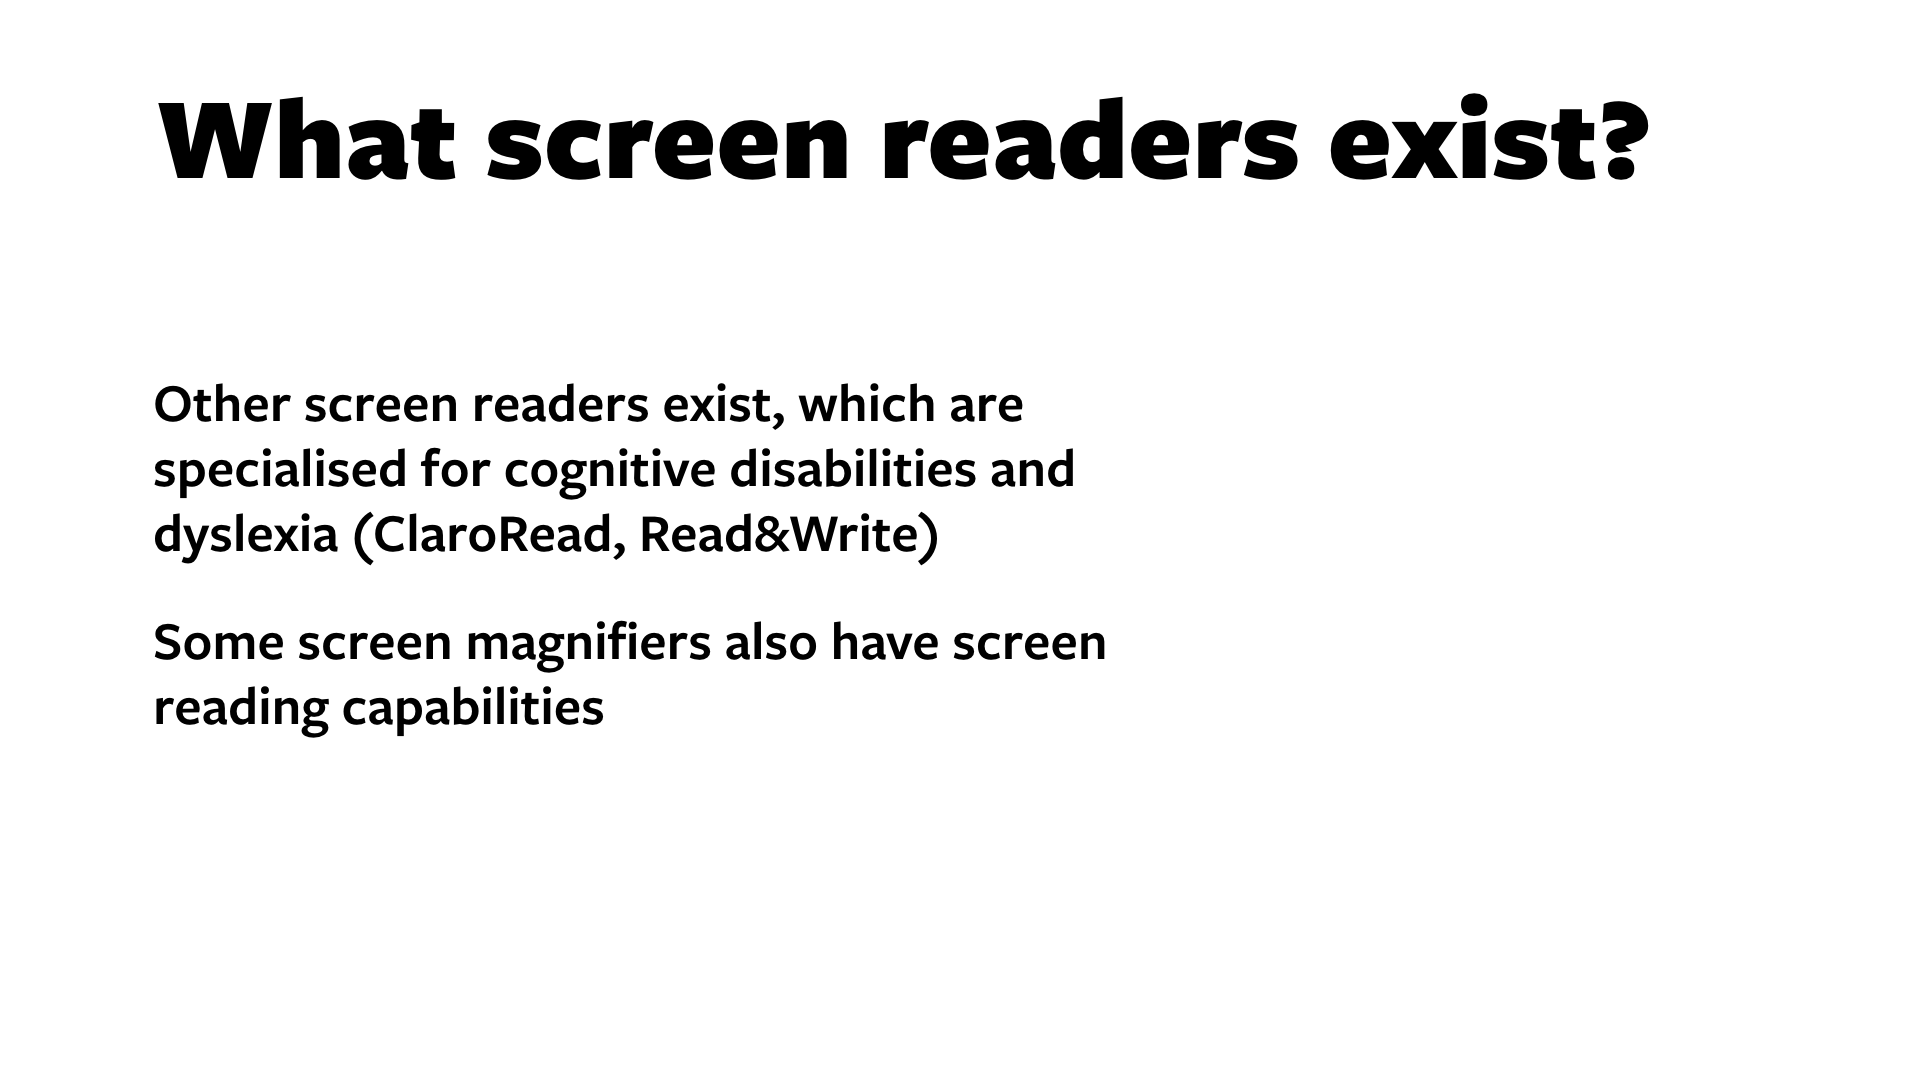 What screen readers exist?
Other screen readers exist, which are
specialised for cognitive disabilities and
dyslexia (ClaroRead, Read&Write)
Some screen magnifiers also have screen
reading capabilities